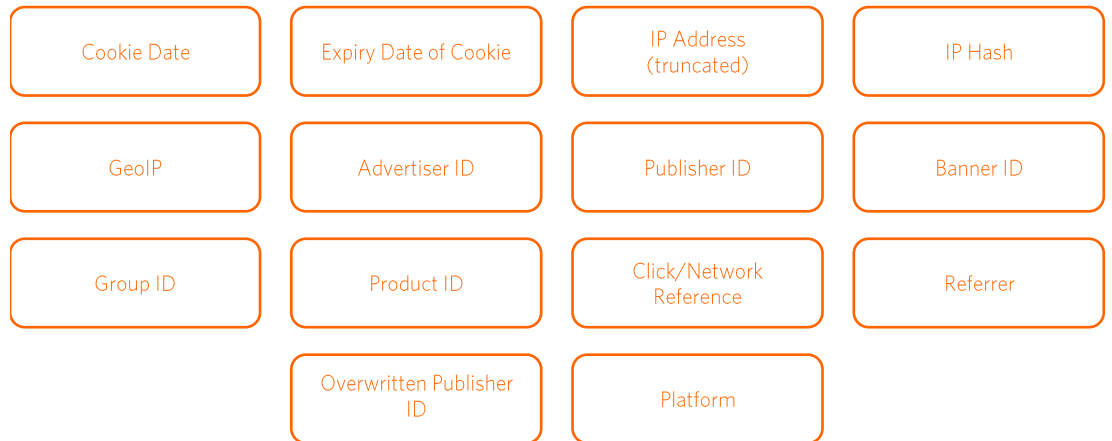 Cookie Date
Expiry Date of Cookie
IP Address
(truncated)
IP Hash
GeoIP
Advertiser ID
Publisher ID
Banner ID
Group ID
Product ID
Click/Network
Reference
Referrer
Overwritten Publisher
ID
Platform